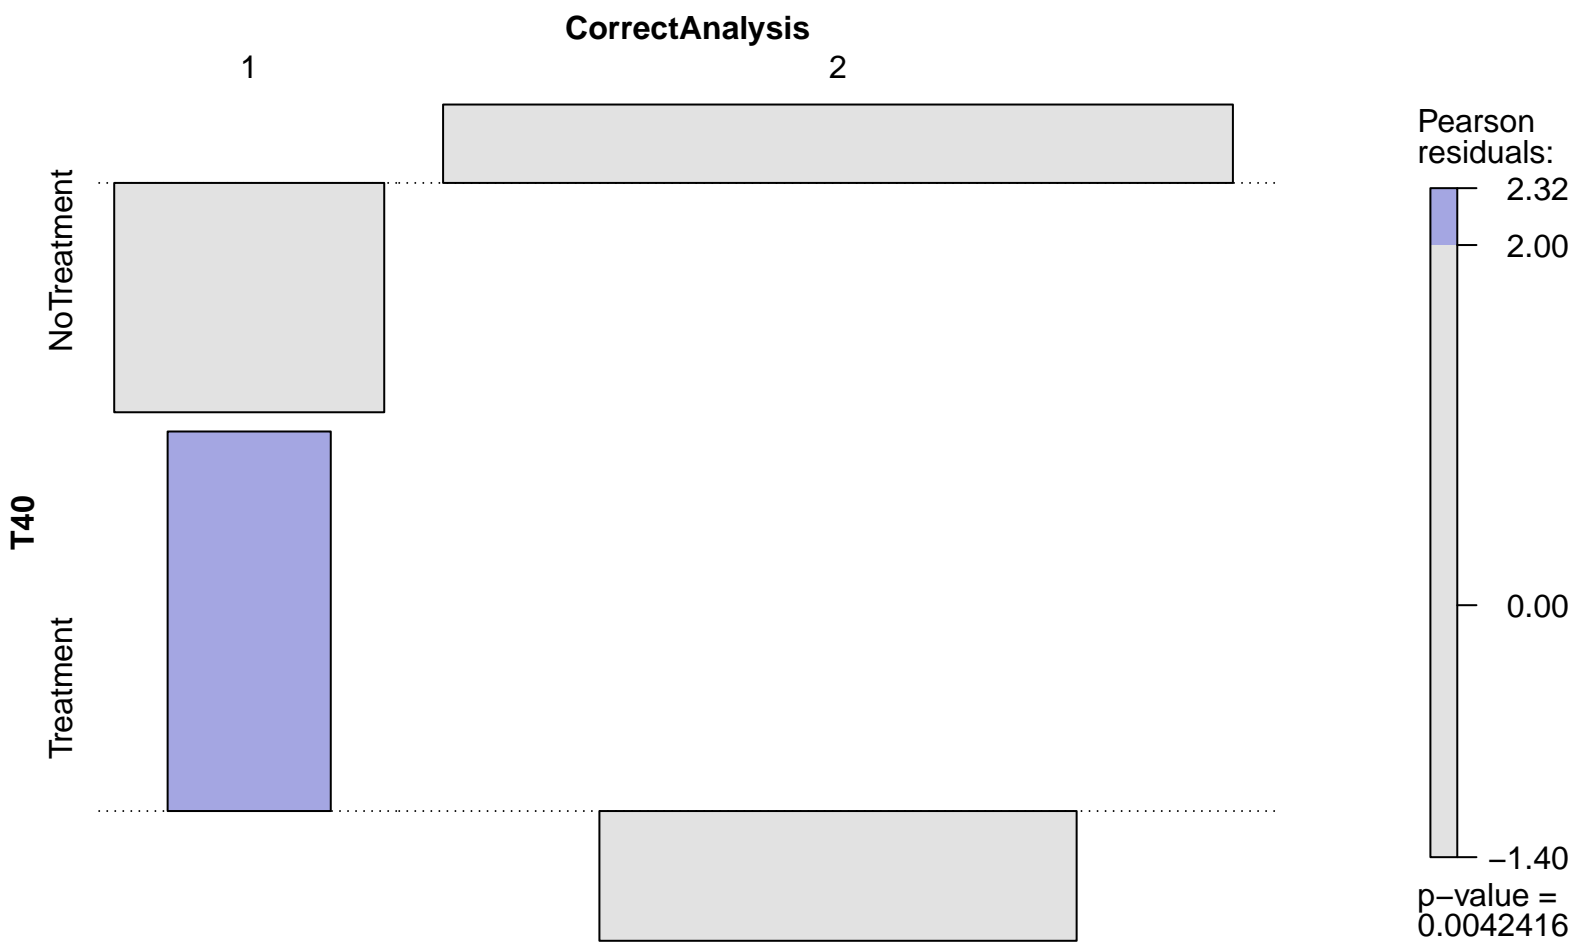 CorrectAnalysis
1
2
T40
NoTreatment
Treatment
Pearson
residuals:
2.32
2.00
0.00
−1.40
p−value =
0.0042416